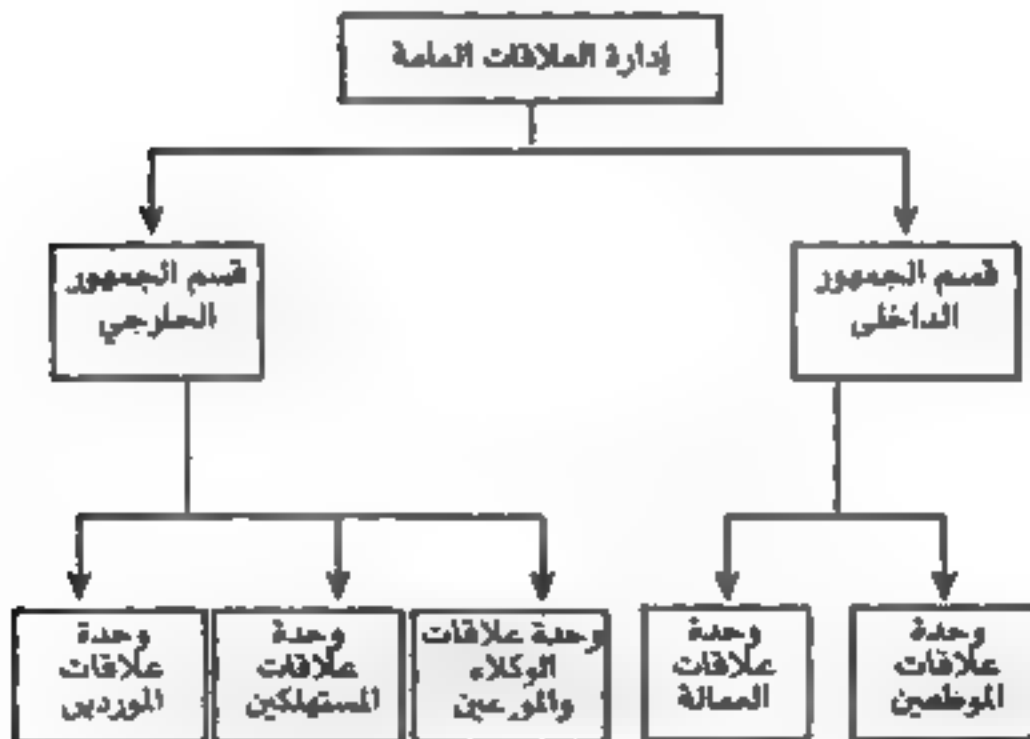 إدارة العلاقات العامة
قسم الجمهور
الداخلى
قسم الجمهور
الخارجي
وحدة
علاقات
الموظفين
وحدة
علاقات
العمالة
وحدة علاقات
الوكلاء
والموزعين
وحدة
علاقات
المستهلكين
وحدة
علاقات
الموردين